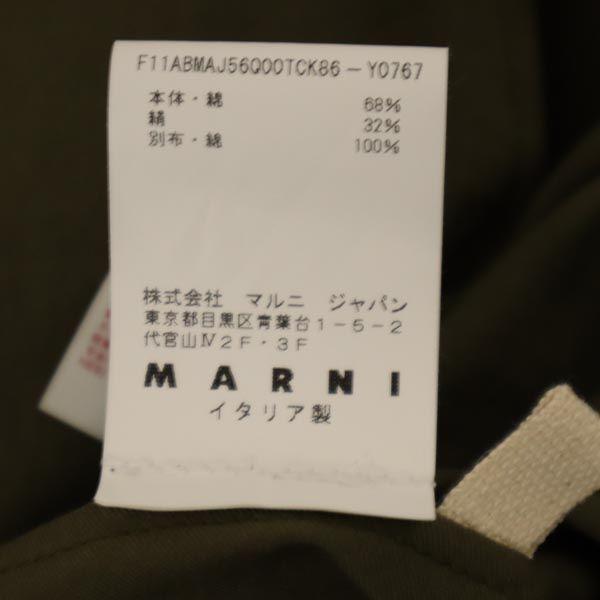 F11ABMAJ56Q00TCK86-Y0767
本体・綿 68%
絹 32%
別布・綿 100%
株式会社 マルニ ジャパン
東京都目黒区青葉台1-5-2
代官山Ⅳ2F・3F
MARNI
イタリア製